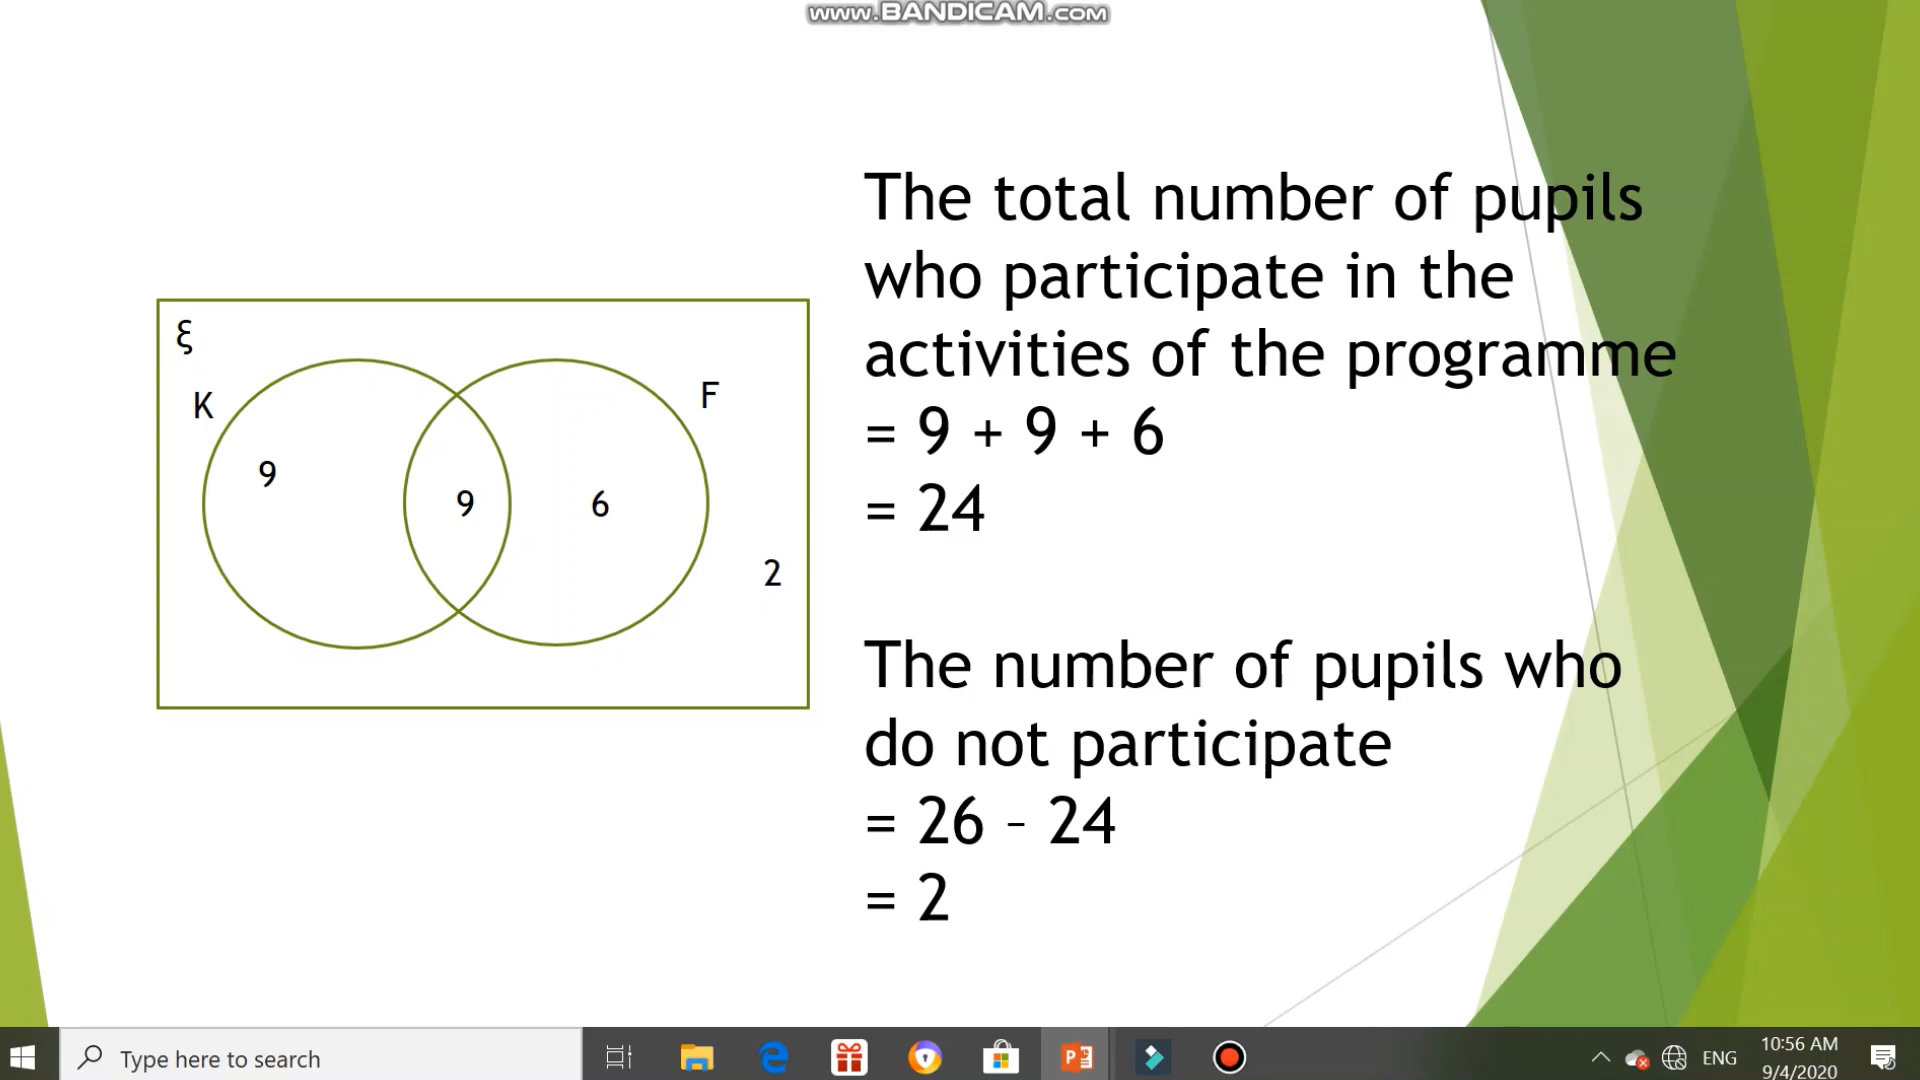 www.BANDICAM.com
The total number of pupils
who participate in the
activities of the programme
= 9 + 9 + 6
= 24
The number of pupils who
do not participate
= 26 – 24
= 2
ξ
K
F
9
9
6
2
Type here to search
ENG
10:56 AM
9/4/2020